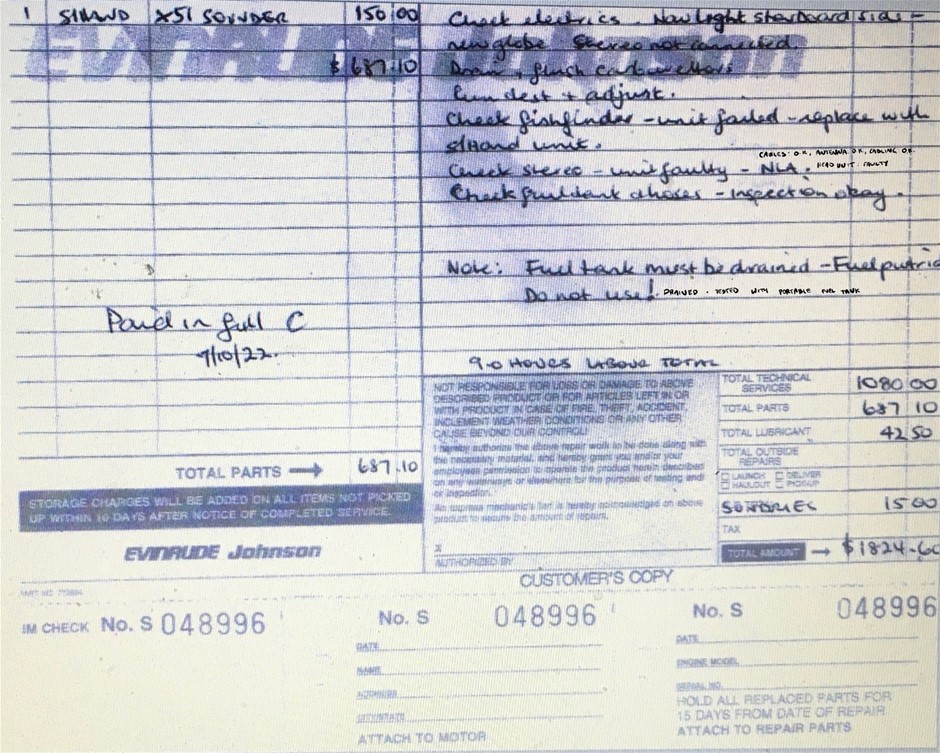 1 S/HAND X51 SOUNDER 150 00
$ 687.10
Paid in full C
7/10/22.
TOTAL PARTS → 687.10
STORAGE CHARGES WILL BE ADDED ON ALL ITEMS NOT PICKED
UP WITHIN 10 DAYS AFTER NOTICE OF COMPLETED SERVICE.
EVINRUDE Johnson
Check electrics. Nav light starboard side -
new globe Stereo not connected.
Drain, flush carbs
Run test + adjust.
Check fishfinder - unit failed - replace with
s/Hand unit.
CABLES: O.K, ANTENNA O.K, CABLING O.K.
Check stereo - unit faulty - NLA. HEAD UNIT: FAULTY
Check fuel tank & hoses - Inspection okay.
Note: Fuel tank must be drained - Fuel putrid
Do not use! DRAINED. TESTED WITH PORTABLE FUEL TANK
9.0 HOURS LABOUR TOTAL
NOT RESPONSIBLE FOR LOSS OR DAMAGE TO ABOVE
DESCRIBED PRODUCT OR FOR ARTICLES LEFT IN OR
WITH PRODUCT IN CASE OF FIRE, THEFT, ACCIDENT,
INCLEMENT WEATHER CONDITIONS OR ANY OTHER
CAUSE BEYOND OUR CONTROL!
I hereby authorize the above repair work to be done along with
the necessary material, and hereby grant you and/or your
employees permission to operate the product herein described
on any waterways or elsewhere for the purpose of testing and/
or inspection.
An express mechanic's lien is hereby acknowledged on above
product to secure the amount of repairs.
X
AUTHORIZED BY
TOTAL TECHNICAL
SERVICES 1080 00
TOTAL PARTS 687 10
TOTAL LUBRICANT 42 50
TOTAL OUTSIDE
REPAIRS
LAUNCH DELIVER
HAULOUT PICKUP
SUNDRIES 15 00
TAX
TOTAL AMOUNT → $1824.60
CUSTOMER'S COPY
IM CHECK No. S 048996
No. S 048996
DATE
NAME
ADDRESS
CITY/STATE
ATTACH TO MOTOR
No. S 048996
DATE
ENGINE MODEL
SERIAL NO.
HOLD ALL REPLACED PARTS FOR
15 DAYS FROM DATE OF REPAIR
ATTACH TO REPAIR PARTS